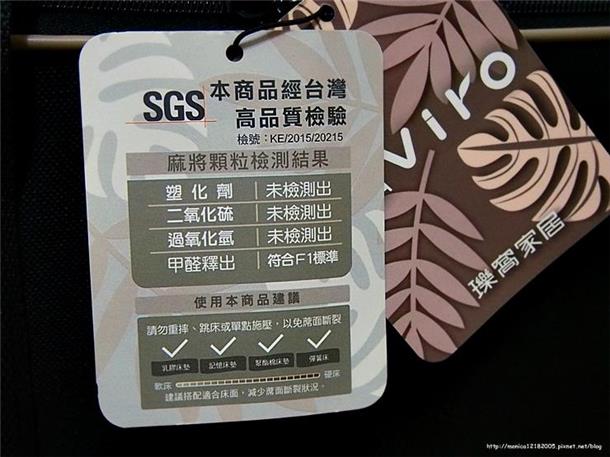 SGS 本商品經台灣
高品質檢驗
檢號：KE/2015/20215
麻將顆粒檢測結果
塑化劑 未檢測出
二氧化硫 未檢測出
過氧化氫 未檢測出
甲醛釋出 符合F1標準
使用本商品建議
請勿重摔、跳床或單點施壓，以免蓆面斷裂
乳膠床墊 記憶床墊 聚酯棉床墊 彈簧床
軟床 硬床
建議搭配適合床面，減少蓆面斷裂狀況。
Viro
瓅窩家居
http://monica12182005.pixnet.net/blog